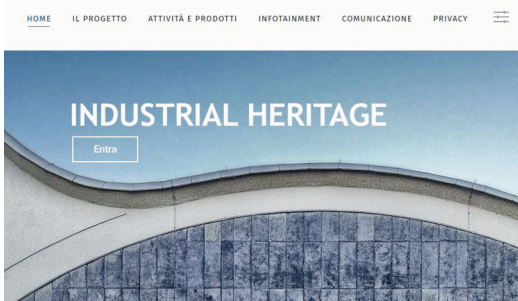 HOME IL PROGETTO ATTIVITÀ E PRODOTTI INFOTAINMENT COMUNICAZIONE PRIVACY
INDUSTRIAL HERITAGE
Entra